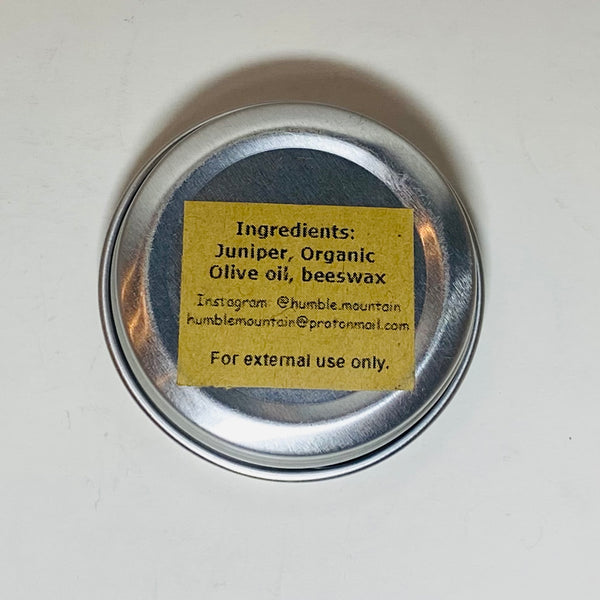 Ingredients:
Juniper, Organic
Olive oil, beeswax
Instagram: @humble.mountain
humblemountain@protonmail.com
For external use only.